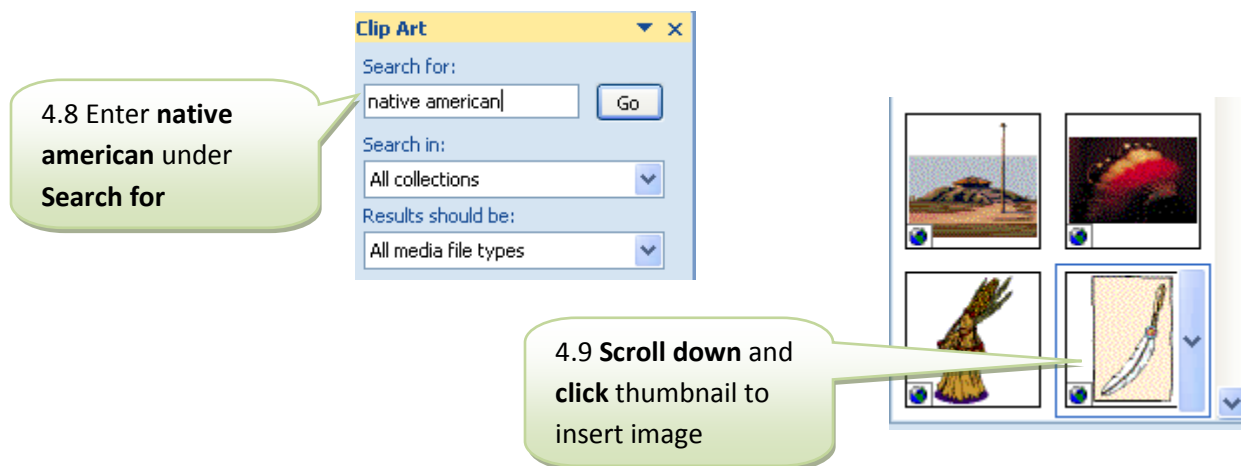 Clip Art
Search for:
native american
Go
Search in:
All collections
Results should be:
All media file types
4.8 Enter native
american under
Search for
4.9 Scroll down and
click thumbnail to
insert image